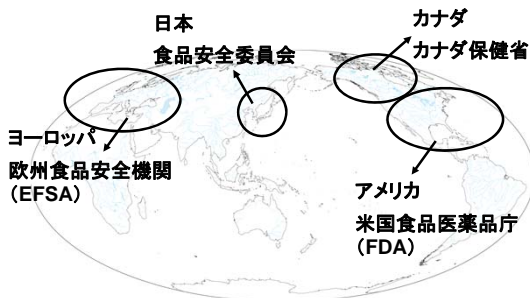 日本
食品安全委員会
カナダ
カナダ保健省
ヨーロッパ
欧州食品安全機関
(EFSA)
アメリカ
米国食品医薬品庁
(FDA)